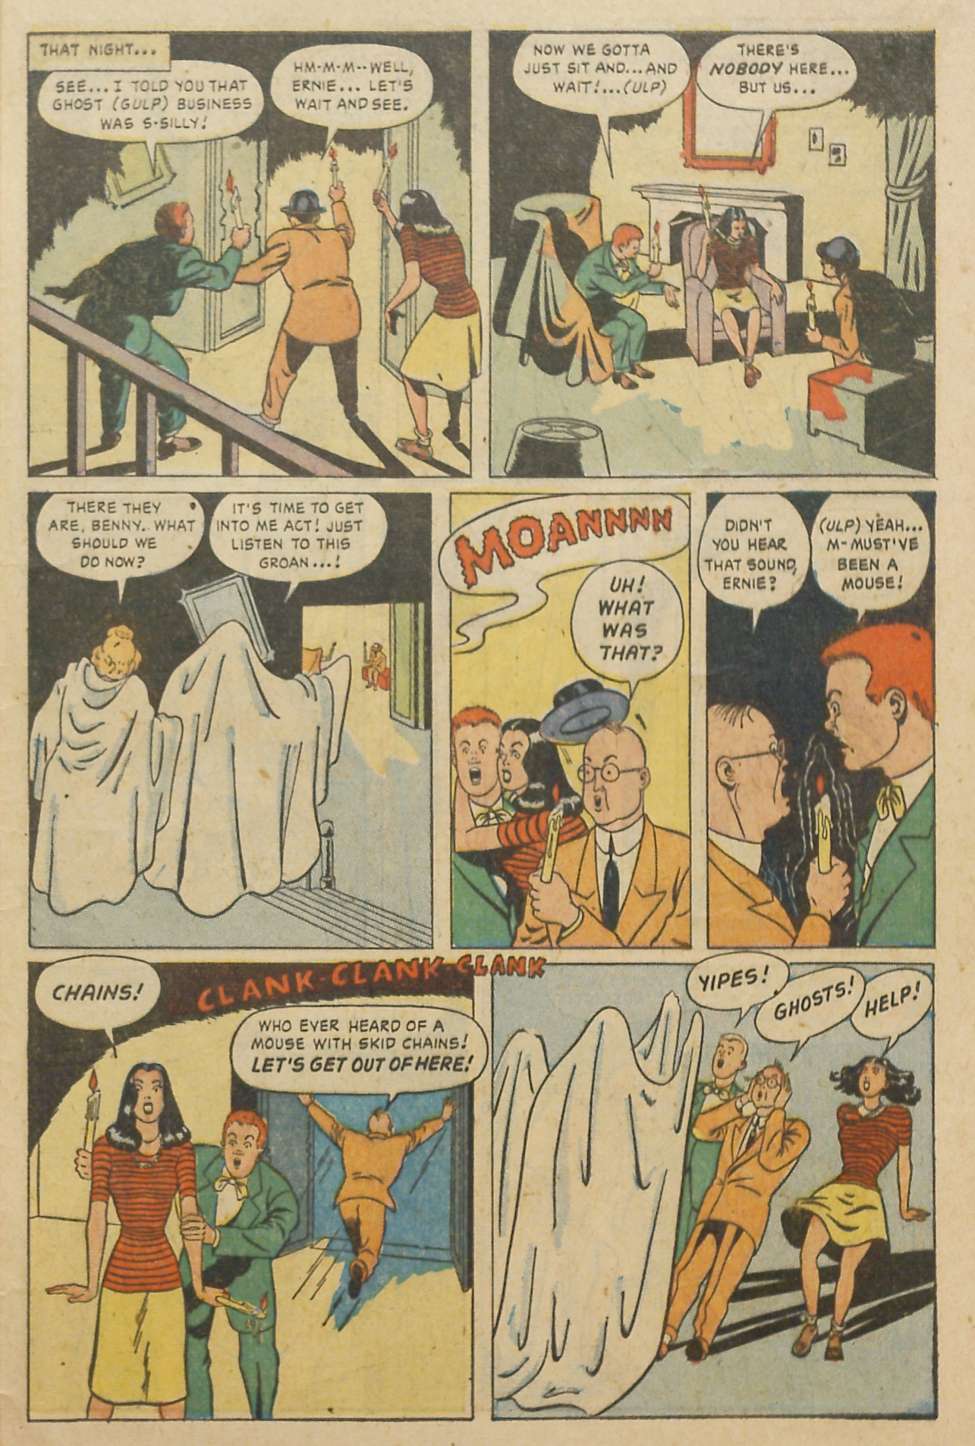 THAT NIGHT...
SEE...I TOLD YOU THAT
GHOST (GULP) BUSINESS
WAS S-SILLY!
HM-M-M--WELL,
ERNIE... LET'S
WAIT AND SEE.
NOW WE GOTTA
JUST SIT AND...AND
WAIT!...(ULP)
THERE'S
NOBODY HERE...
BUT US...
THERE THEY
ARE, BENNY. WHAT
SHOULD WE
DO NOW?
IT'S TIME TO GET
INTO ME ACT! JUST
LISTEN TO THIS
GROAN...!
MOANNNNN
UH!
WHAT
WAS
THAT?
DIDN'T
YOU HEAR
THAT SOUND,
ERNIE?
(ULP) YEAH...
M-MUST'VE
BEEN A
MOUSE!
CHAINS!
CLANK-CLANK-CLANK
WHO EVER HEARD OF A
MOUSE WITH SKID CHAINS!
LET'S GET OUT OF HERE!
YIPES!
GHOSTS!
HELP!